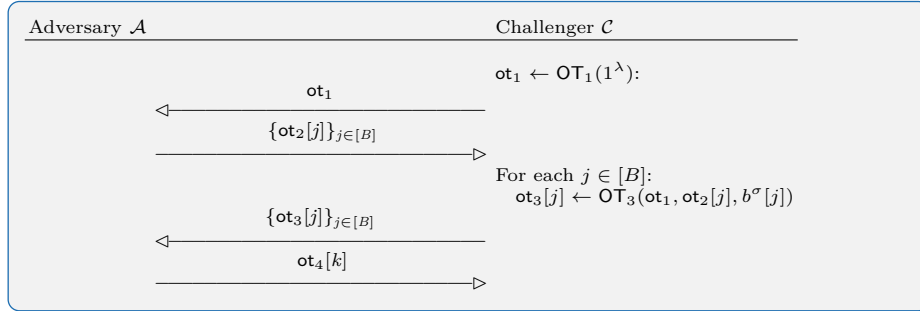 Adversary 𝒜 Challenger 𝒞
ot₁ ← OT₁(1^λ):
ot₁
{ot₂[j]}_{j∈[B]}
For each j ∈ [B]:
ot₃[j] ← OT₃(ot₁, ot₂[j], b^σ[j])
{ot₃[j]}_{j∈[B]}
ot₄[k]